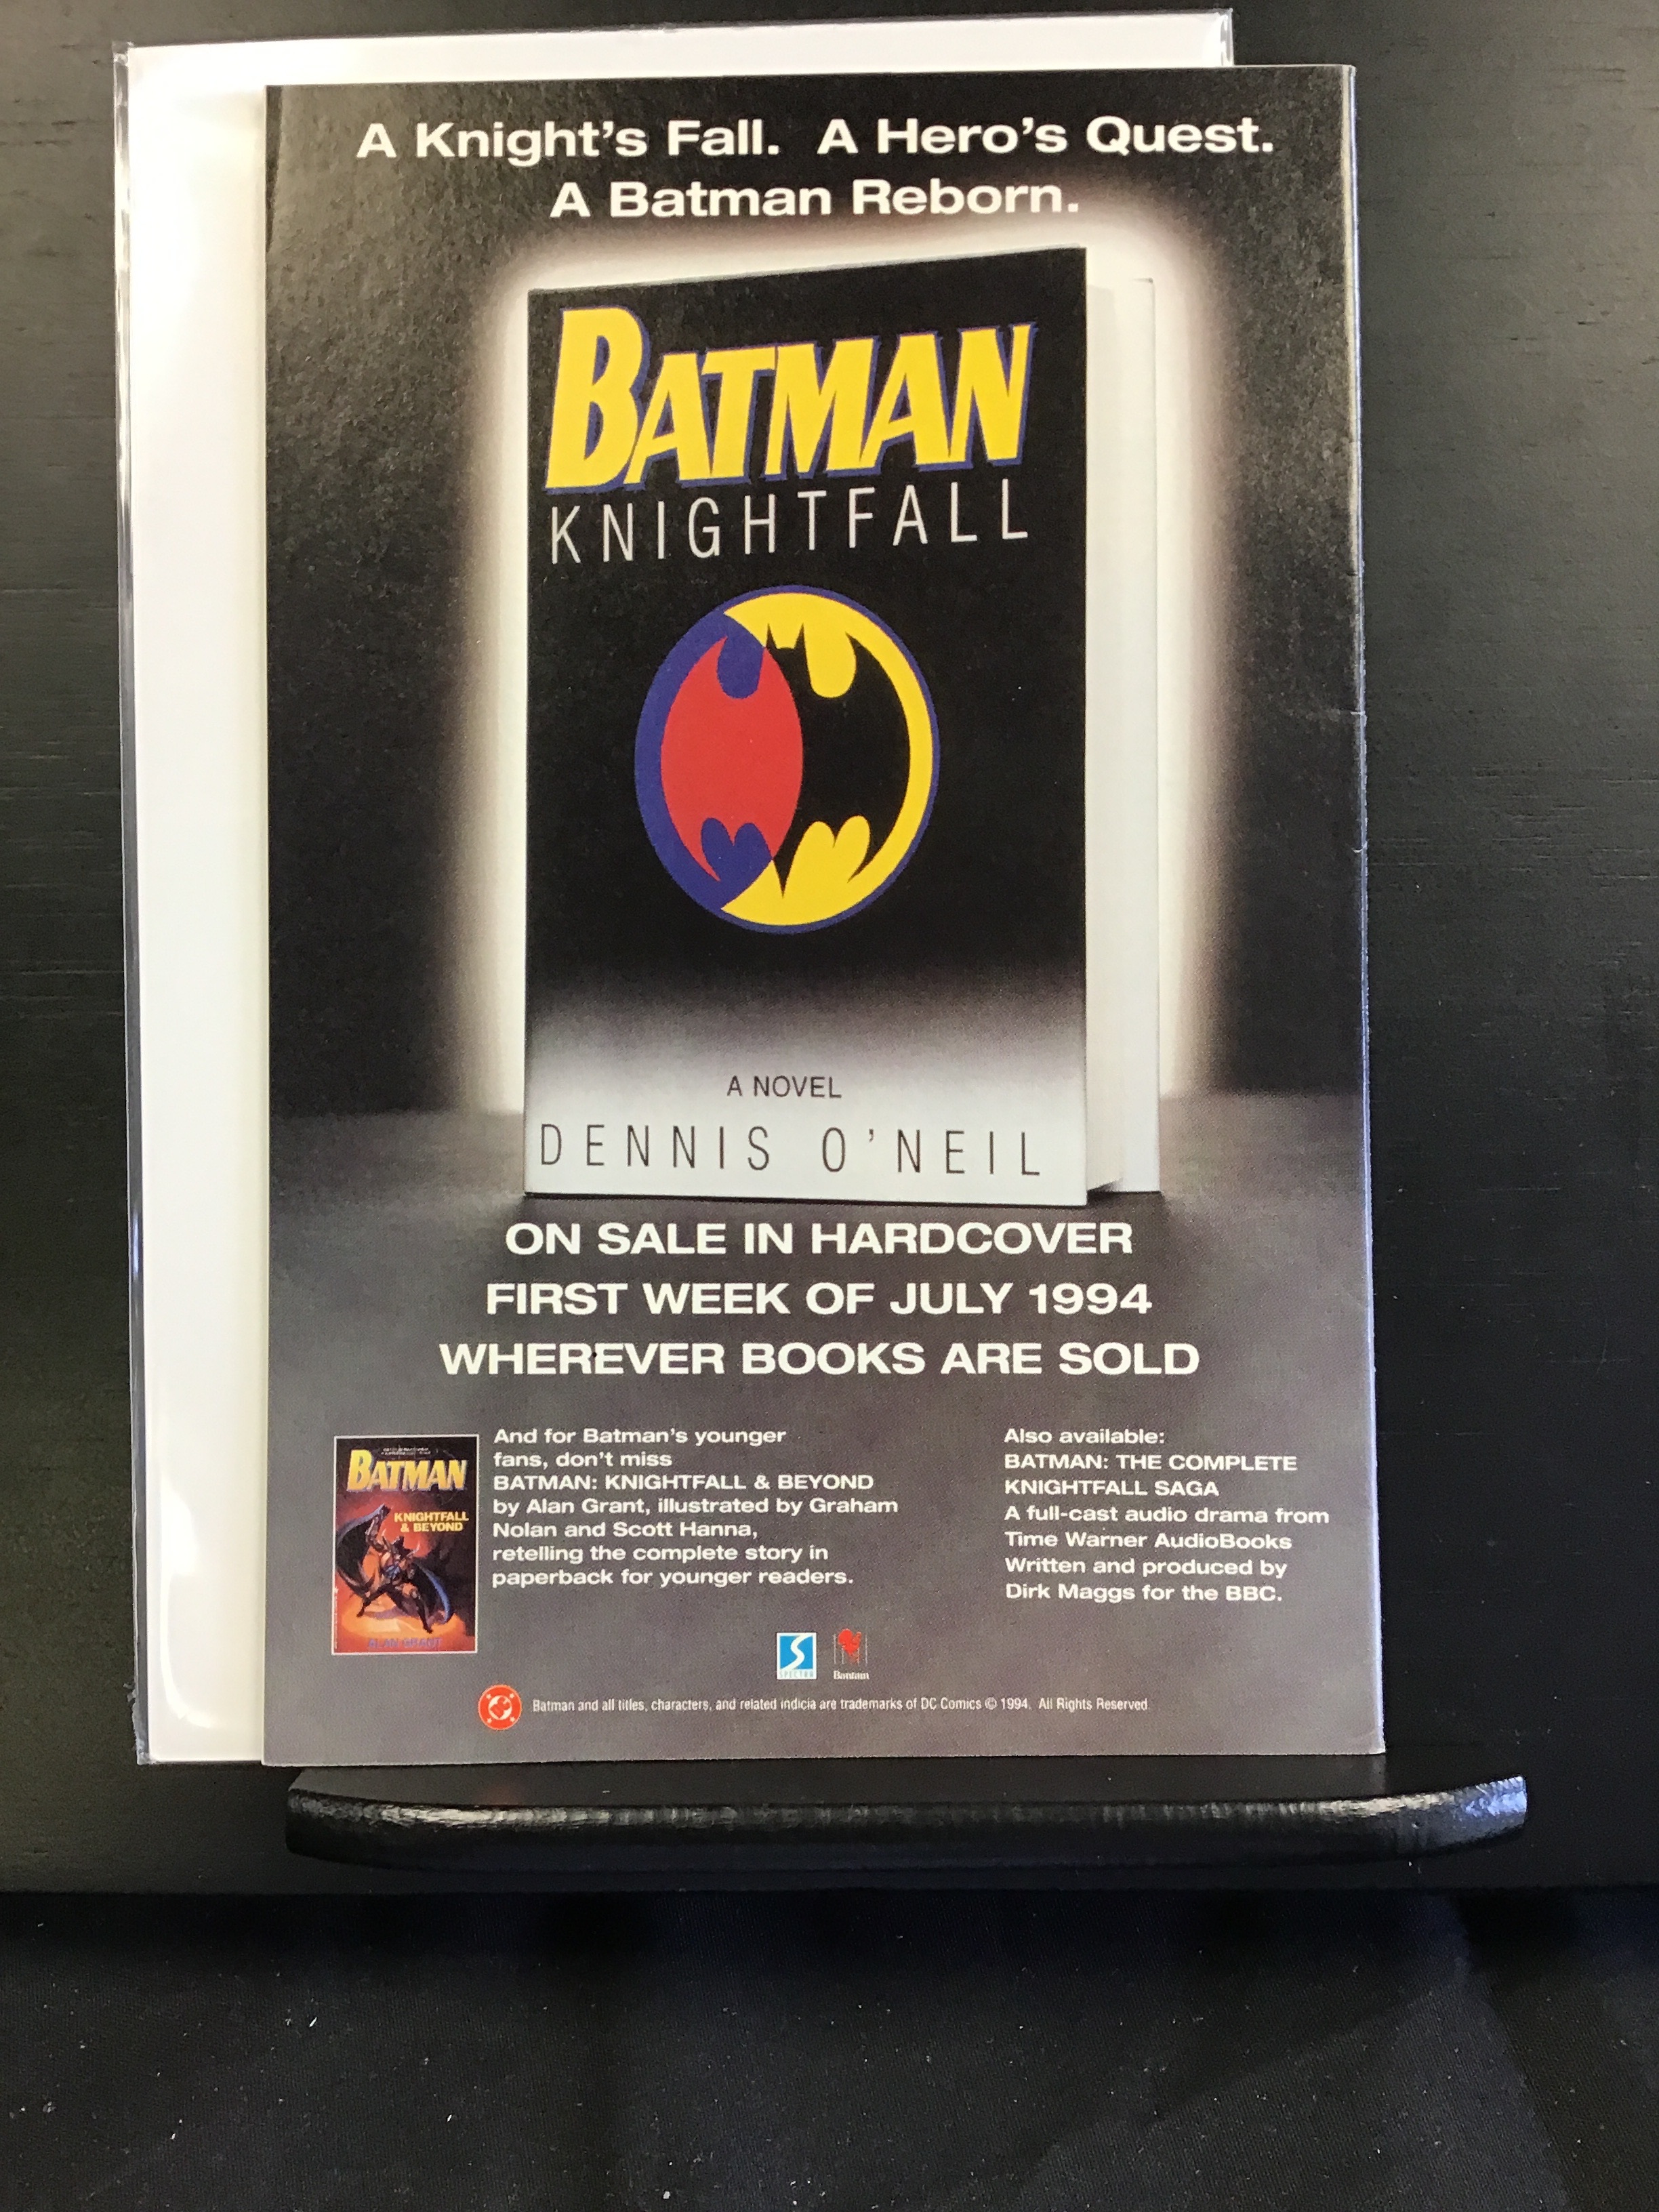 A Knight's Fall. A Hero's Quest.
A Batman Reborn.
BATMAN
KNIGHTFALL
A NOVEL
DENNIS O'NEIL
ON SALE IN HARDCOVER
FIRST WEEK OF JULY 1994
WHEREVER BOOKS ARE SOLD
BATMAN
KNIGHTFALL
& BEYOND
ALAN GRANT
And for Batman's younger
fans, don't miss
BATMAN: KNIGHTFALL & BEYOND
by Alan Grant, illustrated by Graham
Nolan and Scott Hanna,
retelling the complete story in
paperback for younger readers.
Also available:
BATMAN: THE COMPLETE
KNIGHTFALL SAGA
A full-cast audio drama from
Time Warner AudioBooks
Written and produced by
Dirk Maggs for the BBC.
S
SPECTRA
Bantam
Batman and all titles, characters, and related indicia are trademarks of DC Comics © 1994. All Rights Reserved.